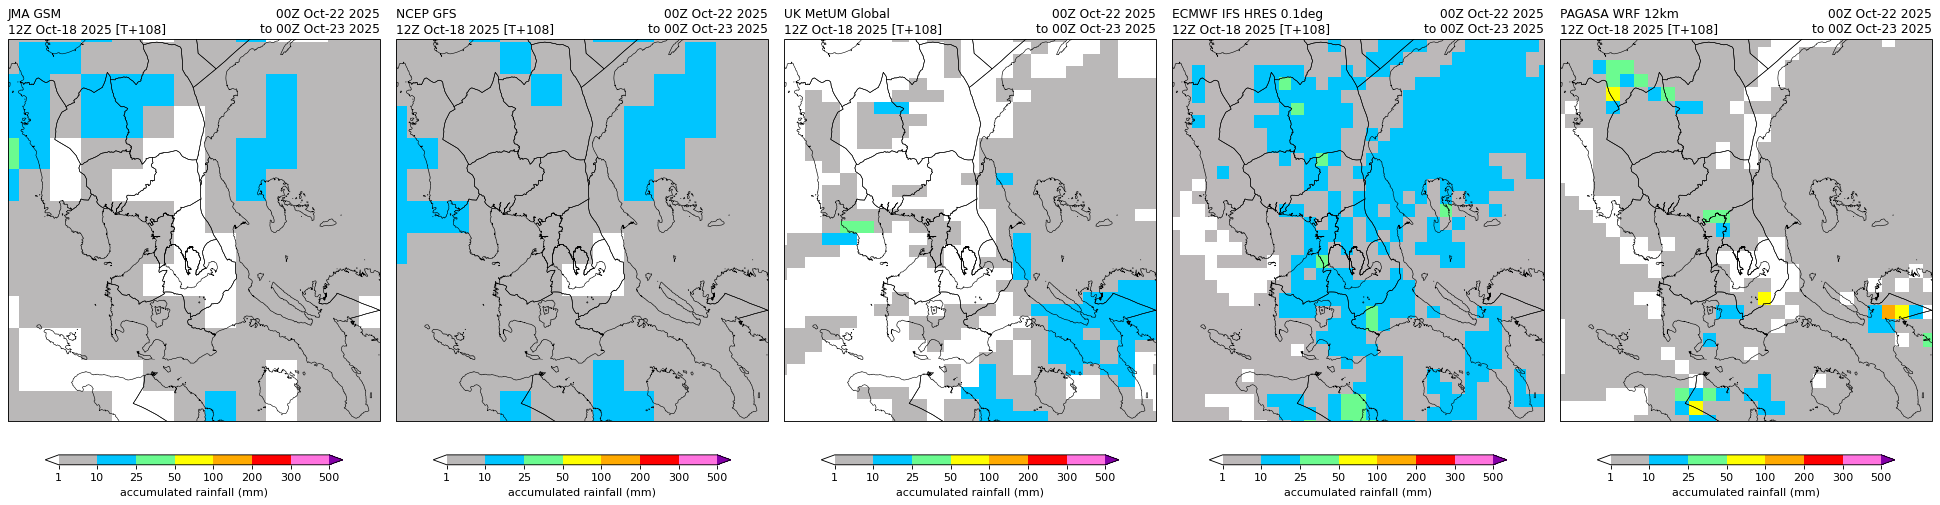 JMA GSM 00Z Oct-22 2025
12Z Oct-18 2025 [T+108] to 00Z Oct-23 2025
1 10 25 50 100 200 300 500
accumulated rainfall (mm)
NCEP GFS 00Z Oct-22 2025
12Z Oct-18 2025 [T+108] to 00Z Oct-23 2025
1 10 25 50 100 200 300 500
accumulated rainfall (mm)
UK MetUM Global 00Z Oct-22 2025
12Z Oct-18 2025 [T+108] to 00Z Oct-23 2025
1 10 25 50 100 200 300 500
accumulated rainfall (mm)
ECMWF IFS HRES 0.1deg 00Z Oct-22 2025
12Z Oct-18 2025 [T+108] to 00Z Oct-23 2025
1 10 25 50 100 200 300 500
accumulated rainfall (mm)
PAGASA WRF 12km 00Z Oct-22 2025
12Z Oct-18 2025 [T+108] to 00Z Oct-23 2025
1 10 25 50 100 200 300 500
accumulated rainfall (mm)